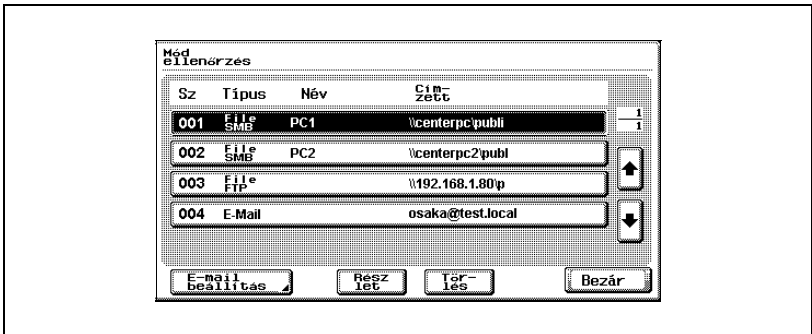 Mód
ellenőrzés
Sz Típus Név Cím-
zett
001 File
SMB PC1 \\centerpc\publi
002 File
SMB PC2 \\centerpc2\publ
003 File
FTP \\192.168.1.80\p
004 E-Mail osaka@test.local
1
1
E-mail
beállítás
Rész
let
Tör-
lés
Bezár